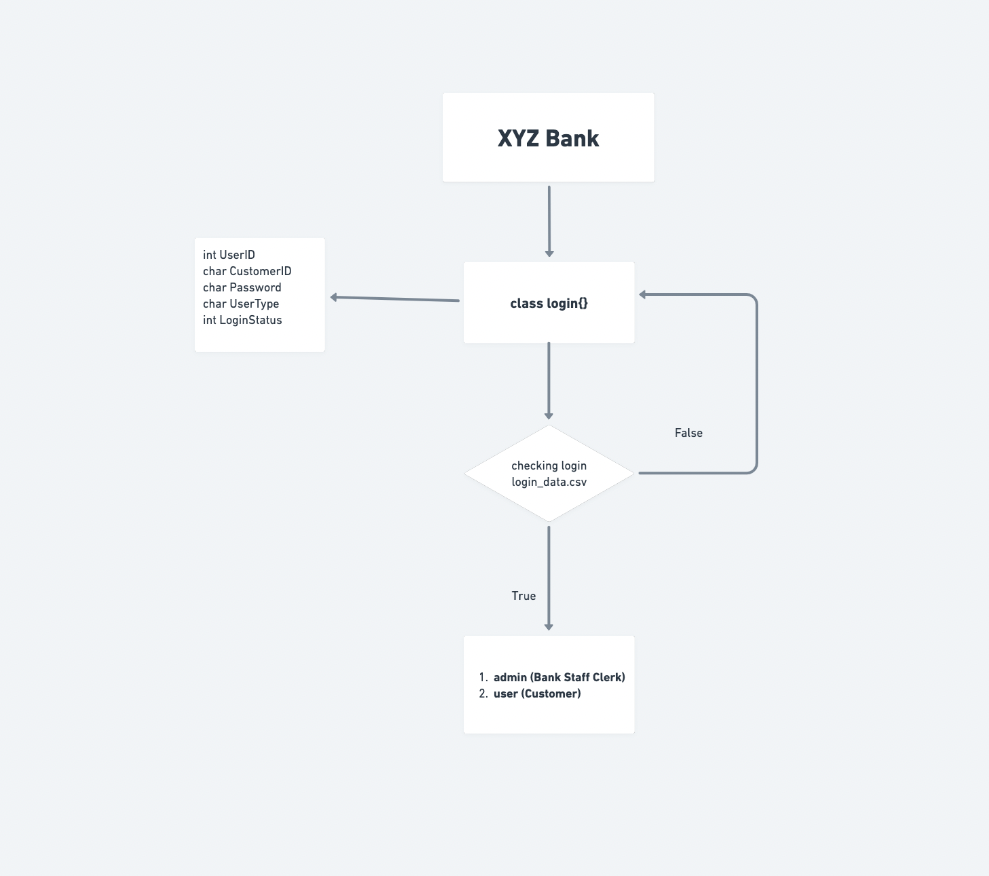 XYZ Bank
int UserID
char CustomerID
char Password
char UserType
int LoginStatus
class login{}
checking login
login_data.csv
False
True
1. admin (Bank Staff Clerk)
2. user (Customer)